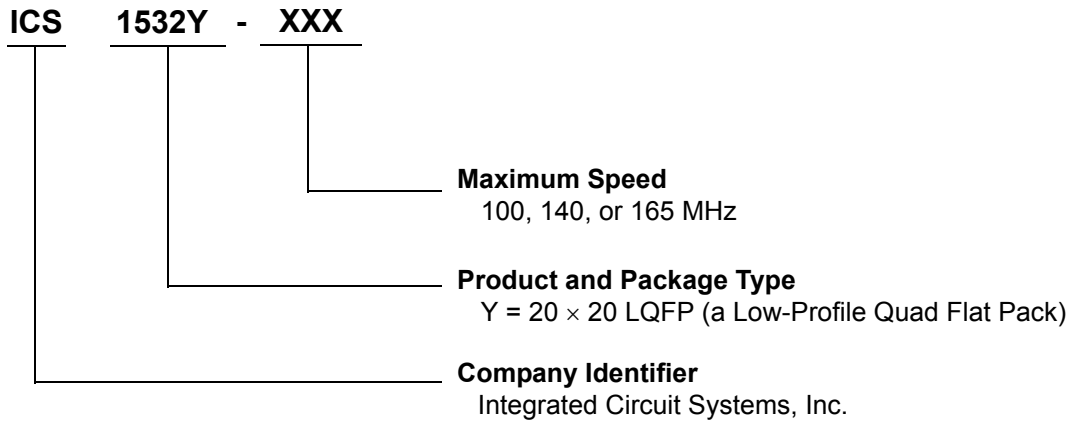 ICS 1532Y - XXX
Maximum Speed
100, 140, or 165 MHz
Product and Package Type
Y = 20 × 20 LQFP (a Low-Profile Quad Flat Pack)
Company Identifier
Integrated Circuit Systems, Inc.